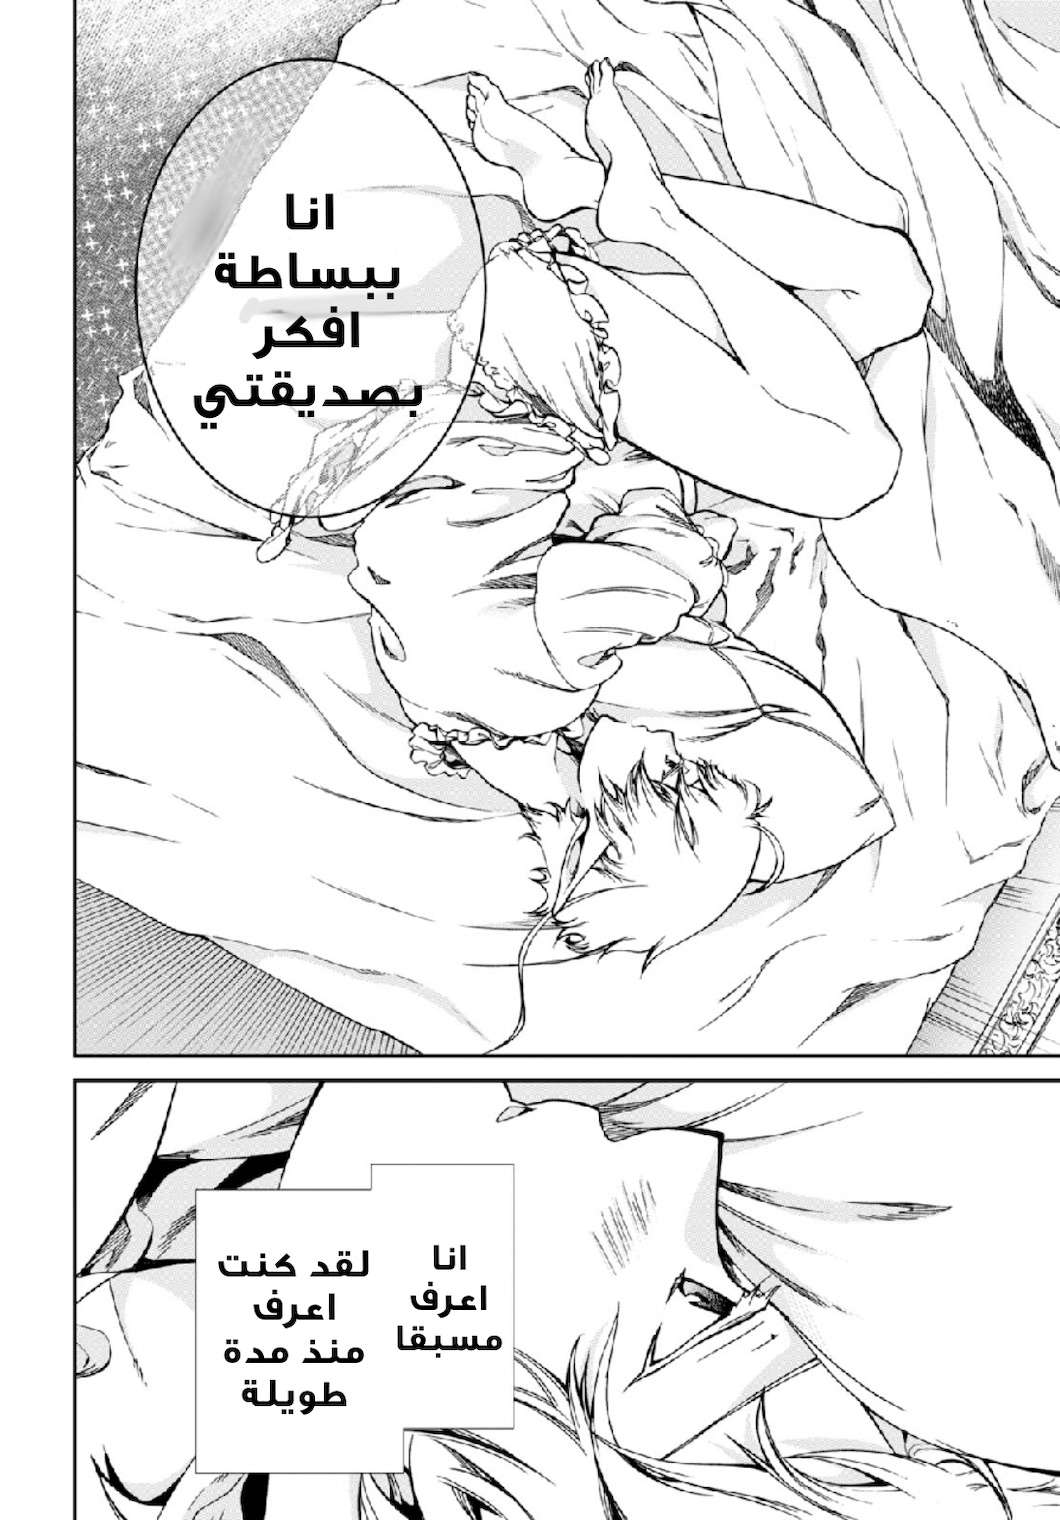 انا
ببساطة
افكر
بصديقتي
انا
اعرف
مسبقا
لقد كنت
اعرف
منذ مدة
طويلة